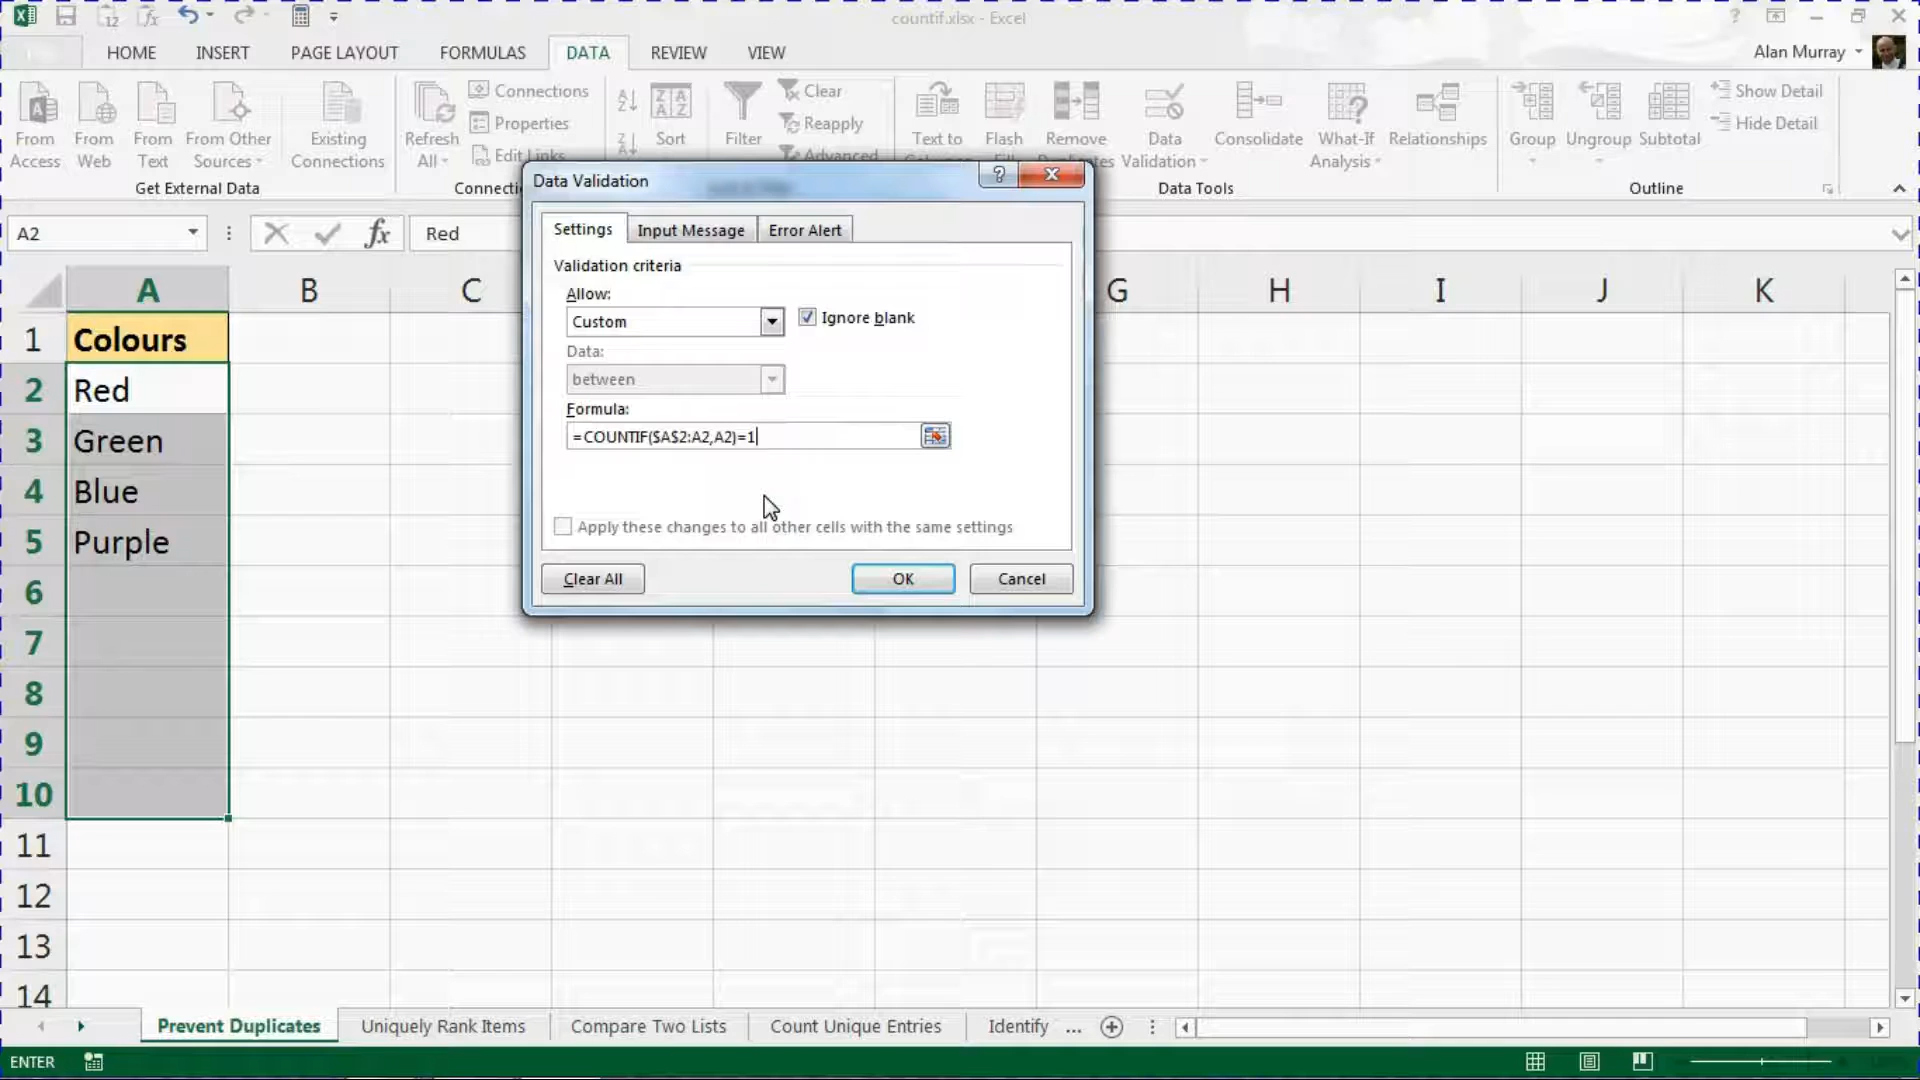 countif.xlsx - Excel
HOME INSERT PAGE LAYOUT FORMULAS DATA REVIEW VIEW Alan Murray
From Access
From Web
From Text
From Other Sources
Existing Connections
Get External Data
Refresh All
Connections
Properties
Edit Links
Sort
Filter
Clear
Reapply
Advanced
Text to
Flash
Remove
Data Validation
Consolidate
What-If Analysis
Relationships
Data Tools
Group
Ungroup
Subtotal
Show Detail
Hide Detail
Outline
A2 fx Red
A B C G H I J K
1 Colours
2 Red
3 Green
4 Blue
5 Purple
6
7
8
9
10
11
12
13
14
Data Validation
Settings Input Message Error Alert
Validation criteria
Allow:
Custom Ignore blank
Data:
between
Formula:
=COUNTIF($A$2:A2,A2)=1
Apply these changes to all other cells with the same settings
Clear All OK Cancel
Prevent Duplicates Uniquely Rank Items Compare Two Lists Count Unique Entries Identify ...
ENTER